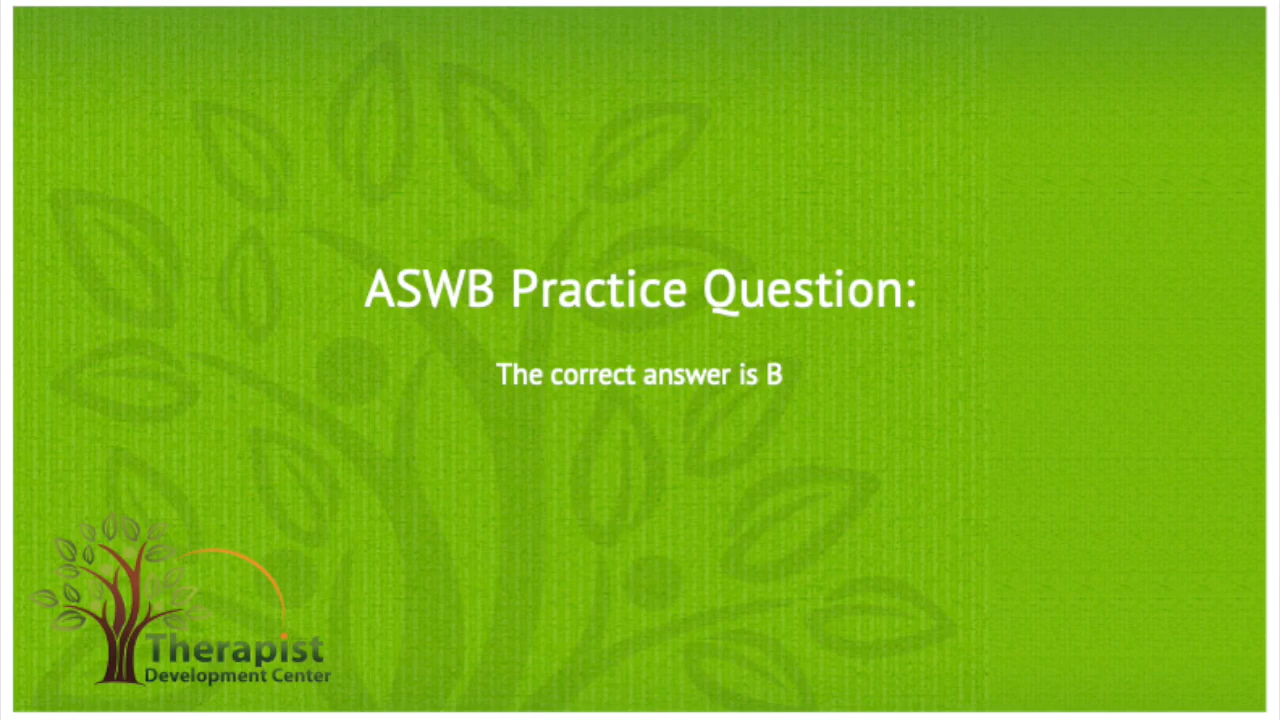 ASWB Practice Question:
The correct answer is B
Therapist
Development Center